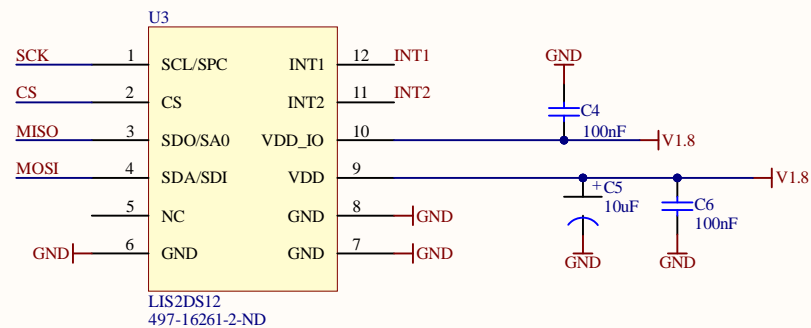 U3
SCK 1 SCL/SPC INT1 12 INT1
CS 2 CS INT2 11 INT2
MISO 3 SDO/SA0 VDD_IO 10 V1.8
MOSI 4 SDA/SDI VDD 9 V1.8
5 NC GND 8 GND
GND 6 GND GND 7 GND
LIS2DS12
497-16261-2-ND
GND
C4
100nF
+
C5
10uF
GND
C6
100nF
GND